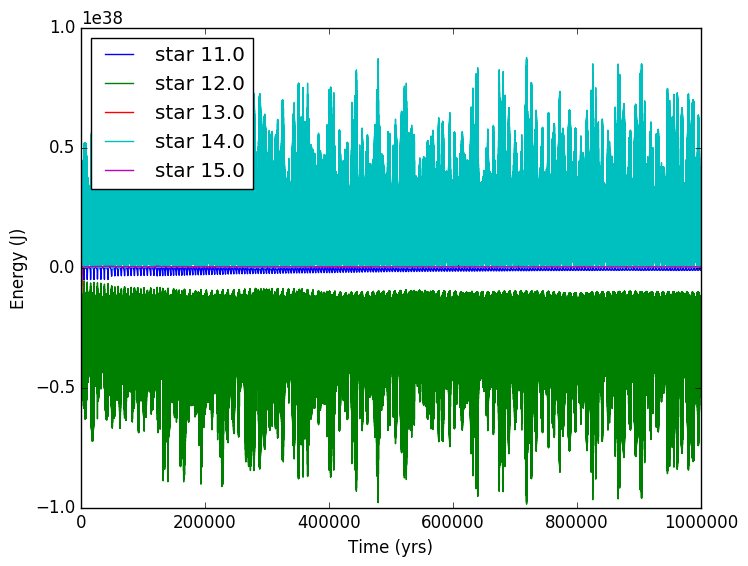 1e38
1.0
0.5
0.0
−0.5
−1.0
Energy (J)
star 11.0
star 12.0
star 13.0
star 14.0
star 15.0
0 200000 400000 600000 800000 1000000
Time (yrs)